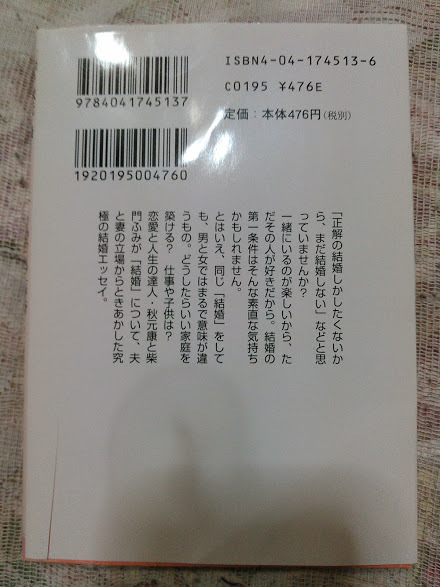 ISBN4-04-174513-6
C0195 ¥476E
定価：本体476円（税別）
9784041745137
1920195004760
「正解の結婚しかしたくないか
ら、まだ結婚しない」などと思
っていませんか？
一緒にいるのが楽しいから、た
だその人が好きだから。結婚の
第一条件はそんな素直な気持ち
かもしれません。
とはいえ、同じ「結婚」をして
も、男と女ではまるで意味が違
うもの。どうしたらいい家庭を
築ける？　仕事や子供は？
恋愛と人生の達人・秋元康と柴
門ふみが「結婚」について、夫
と妻の立場からときあかした究
極の結婚エッセイ。